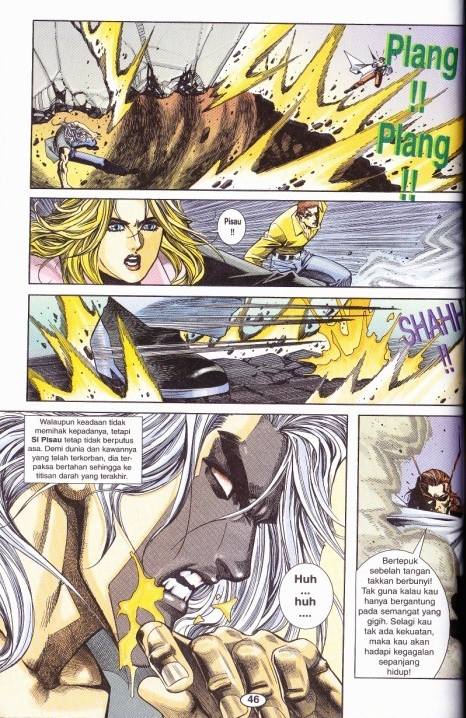 Plang
!!
Plang
!!
Pisau
!!
SHAHH
!!
Walaupun keadaan tidak
memihak kepadanya, tetapi
Si Pisau tetap tidak berputus
asa. Demi dunia dan kawannya
yang telah terkorban, dia ter-
paksa bertahan sehingga ke
titisan darah yang terakhir.
Huh
...
huh
....
Bertepuk
sebelah tangan
takkan berbunyi!
Tak guna kalau kau
hanya bergantung
pada semangat yang
gigih. Selagi kau
tak ada kekuatan,
maka kau akan
hadapi kegagalan
sepanjang
hidup!
46